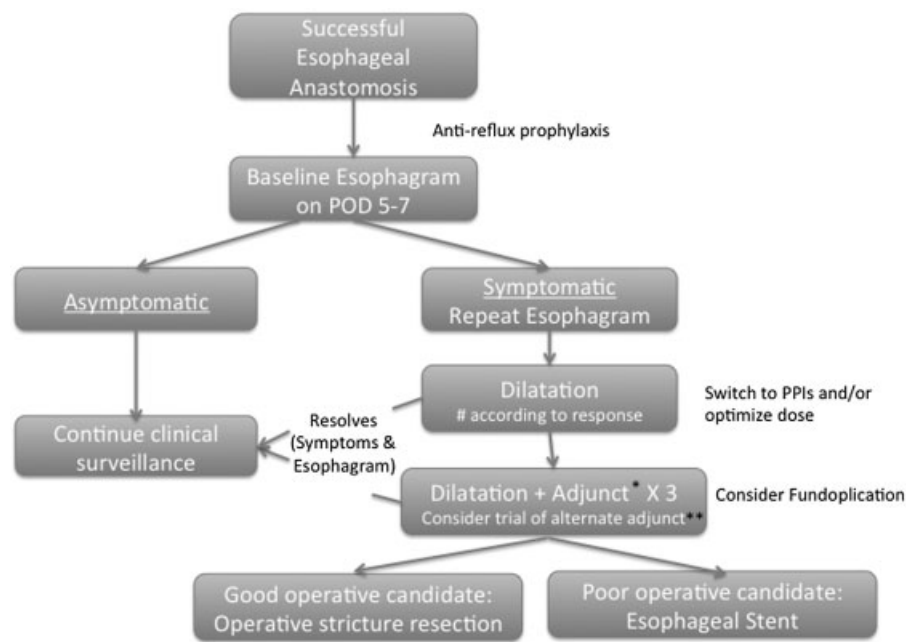 Successful
Esophageal
Anastomosis
Anti-reflux prophylaxis
Baseline Esophagram
on POD 5-7
Asymptomatic
Symptomatic
Repeat Esophagram
Dilatation
# according to response
Switch to PPIs and/or
optimize dose
Resolves
(Symptoms &
Esophagram)
Continue clinical
surveillance
Dilatation + Adjunct* X 3
Consider trial of alternate adjunct**
Consider Fundoplication
Good operative candidate:
Operative stricture resection
Poor operative candidate:
Esophageal Stent